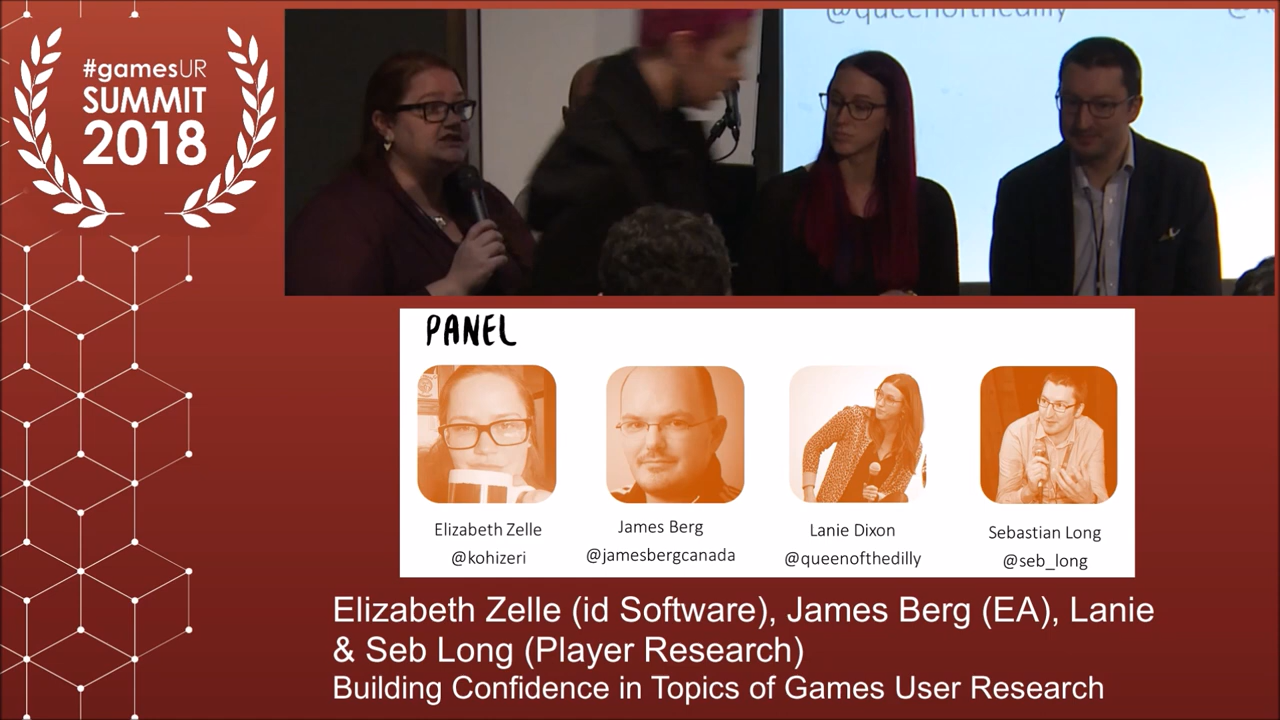 #gamesUR
SUMMIT
2018
@queenofthedilly
PANEL
Elizabeth Zelle
@kohizeri
James Berg
@jamesbergcanada
Lanie Dixon
@queenofthedilly
Sebastian Long
@seb_long
Elizabeth Zelle (id Software), James Berg (EA), Lanie
& Seb Long (Player Research)
Building Confidence in Topics of Games User Research